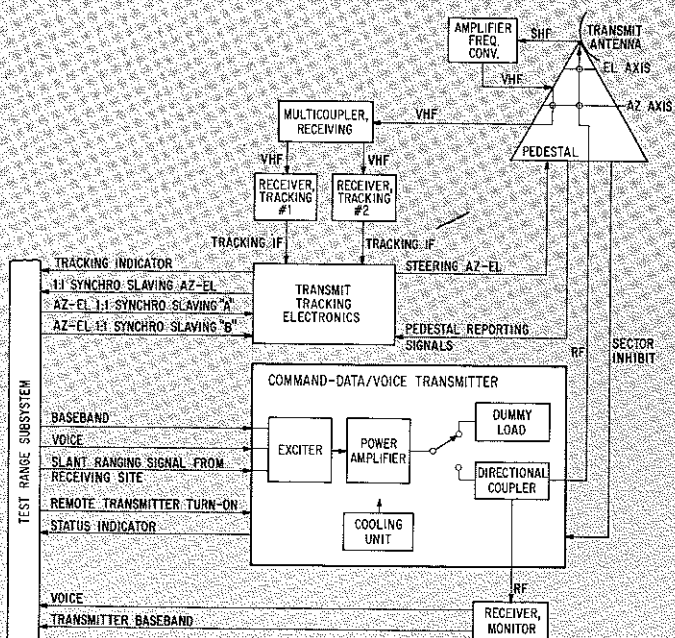 AMPLIFIER
FREQ.
CONV.
SHF
TRANSMIT
ANTENNA
EL AXIS
VHF
AZ AXIS
MULTICOUPLER,
RECEIVING
VHF
PEDESTAL
VHF
VHF
RECEIVER,
TRACKING
#1
RECEIVER,
TRACKING
#2
TRACKING IF
TRACKING IF
TRACKING INDICATOR
STEERING AZ-EL
1:1 SYNCHRO SLAVING AZ-EL
TRANSMIT
TRACKING
ELECTRONICS
AZ-EL 1:1 SYNCHRO SLAVING "A"
AZ-EL 1:1 SYNCHRO SLAVING "B"
PEDESTAL REPORTING
SIGNALS
RF
SECTOR
INHIBIT
TEST RANGE SUBSYSTEM
COMMAND-DATA/VOICE TRANSMITTER
BASEBAND
VOICE
SLANT RANGING SIGNAL FROM
RECEIVING SITE
EXCITER
POWER
AMPLIFIER
DUMMY
LOAD
DIRECTIONAL
COUPLER
REMOTE TRANSMITTER TURN-ON
STATUS INDICATOR
COOLING
UNIT
RF
VOICE
TRANSMITTER BASEBAND
RECEIVER,
MONITOR